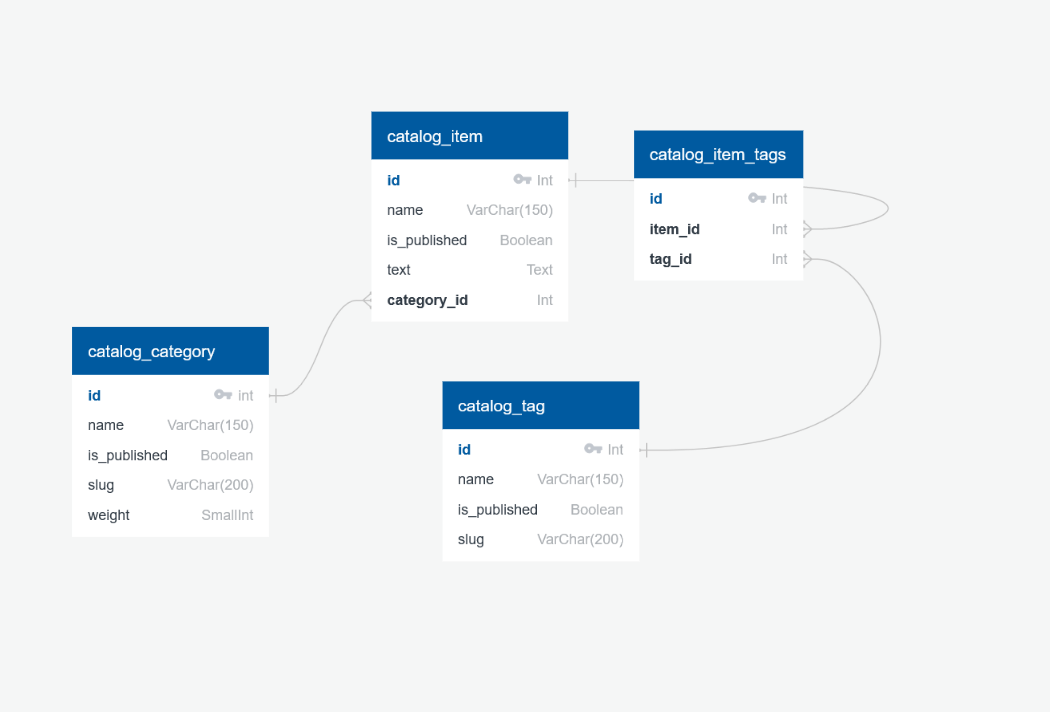 catalog_item
id Int
name VarChar(150)
is_published Boolean
text Text
category_id Int
catalog_item_tags
id Int
item_id Int
tag_id Int
catalog_category
id int
name VarChar(150)
is_published Boolean
slug VarChar(200)
weight SmallInt
catalog_tag
id Int
name VarChar(150)
is_published Boolean
slug VarChar(200)